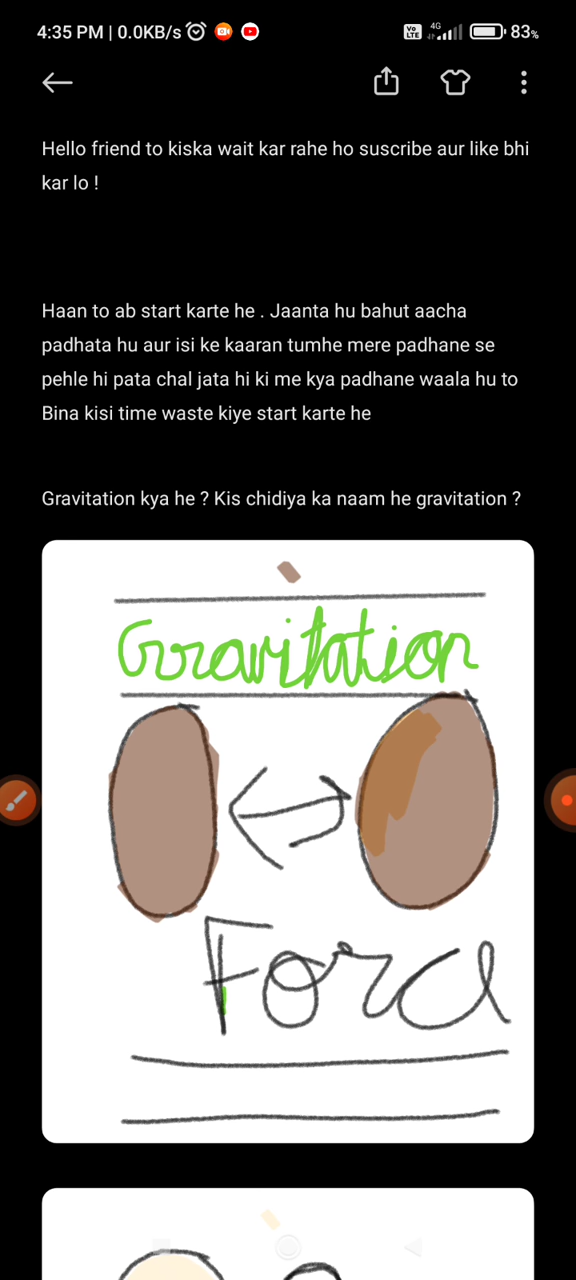 4:35 PM | 0.0KB/s
Vo LTE 4G 83%
Hello friend to kiska wait kar rahe ho suscribe aur like bhi
kar lo !
Haan to ab start karte he . Jaanta hu bahut aacha
padhata hu aur isi ke kaaran tumhe mere padhane se
pehle hi pata chal jata hi ki me kya padhane waala hu to
Bina kisi time waste kiye start karte he
Gravitation kya he ? Kis chidiya ka naam he gravitation ?
Gravitation
Force